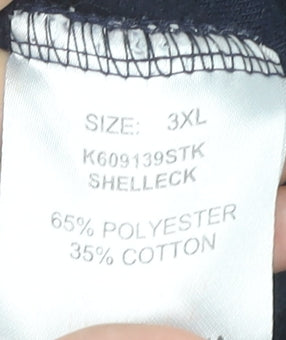 SIZE: 3XL
K609139STK
SHELLECK
65% POLYESTER
35% COTTON